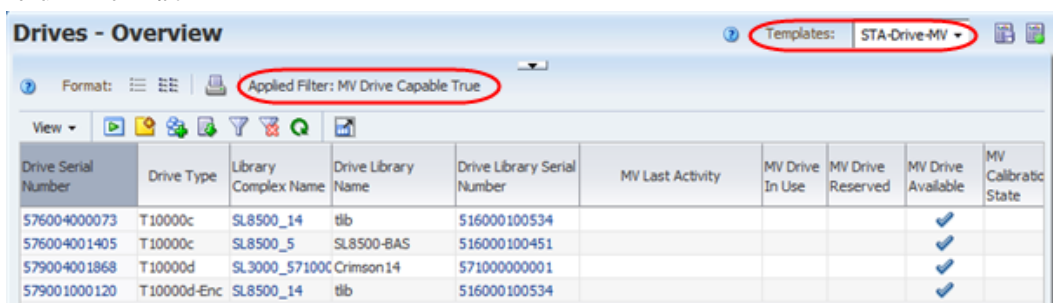 Drives - Overview Templates: STA-Drive-MV
Format: Applied Filter: MV Drive Capable True
View
Drive Serial Number Drive Type Library Complex Name Drive Library Name Drive Library Serial Number MV Last Activity MV Drive In Use MV Drive Reserved MV Drive Available MV Calibratic State
576004000073 T10000c SL8500_14 tlib 516000100534
576004001405 T10000c SL8500_5 SL8500-BAS 516000100451
579004001868 T10000d SL3000_571000 Crimson14 571000000001
579001000120 T10000d-Enc SL8500_14 tlib 516000100534